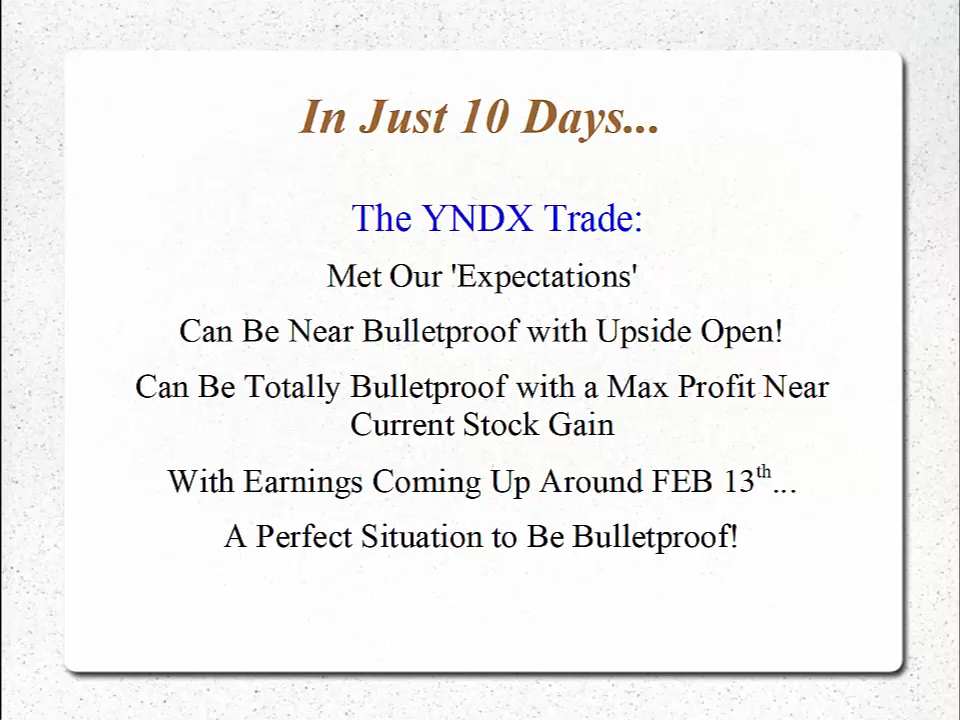 In Just 10 Days...
The YNDX Trade:
Met Our 'Expectations'
Can Be Near Bulletproof with Upside Open!
Can Be Totally Bulletproof with a Max Profit Near
Current Stock Gain
With Earnings Coming Up Around FEB 13th...
A Perfect Situation to Be Bulletproof!